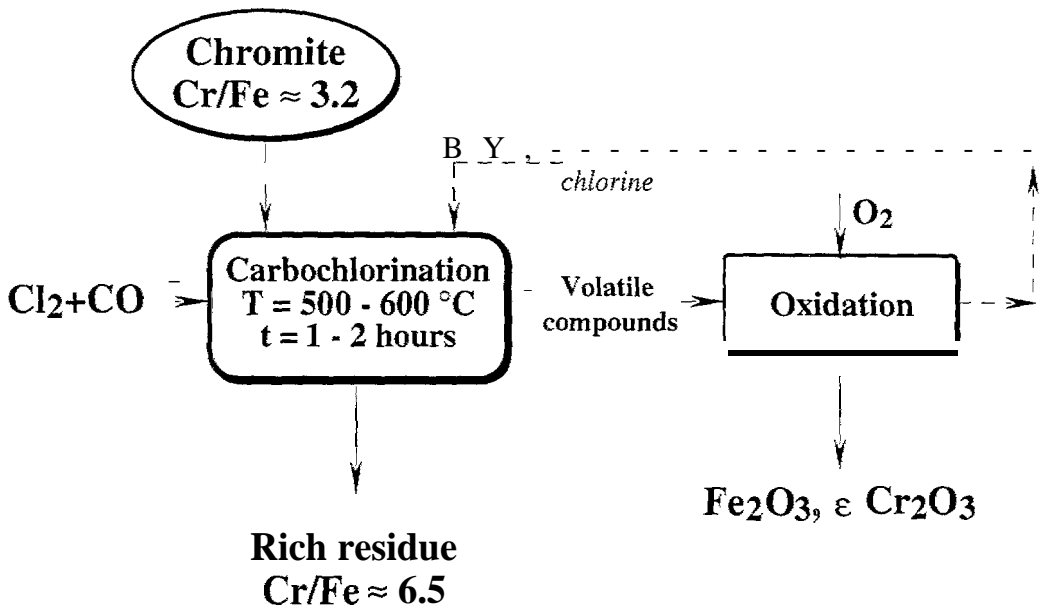 Chromite
Cr/Fe ≈ 3.2
B Y ,
chlorine
O₂
Cl₂+CO
Carbochlorination
T = 500 - 600 °C
t = 1 - 2 hours
Volatile
compounds
Oxidation
Fe₂O₃, ε Cr₂O₃
Rich residue
Cr/Fe ≈ 6.5